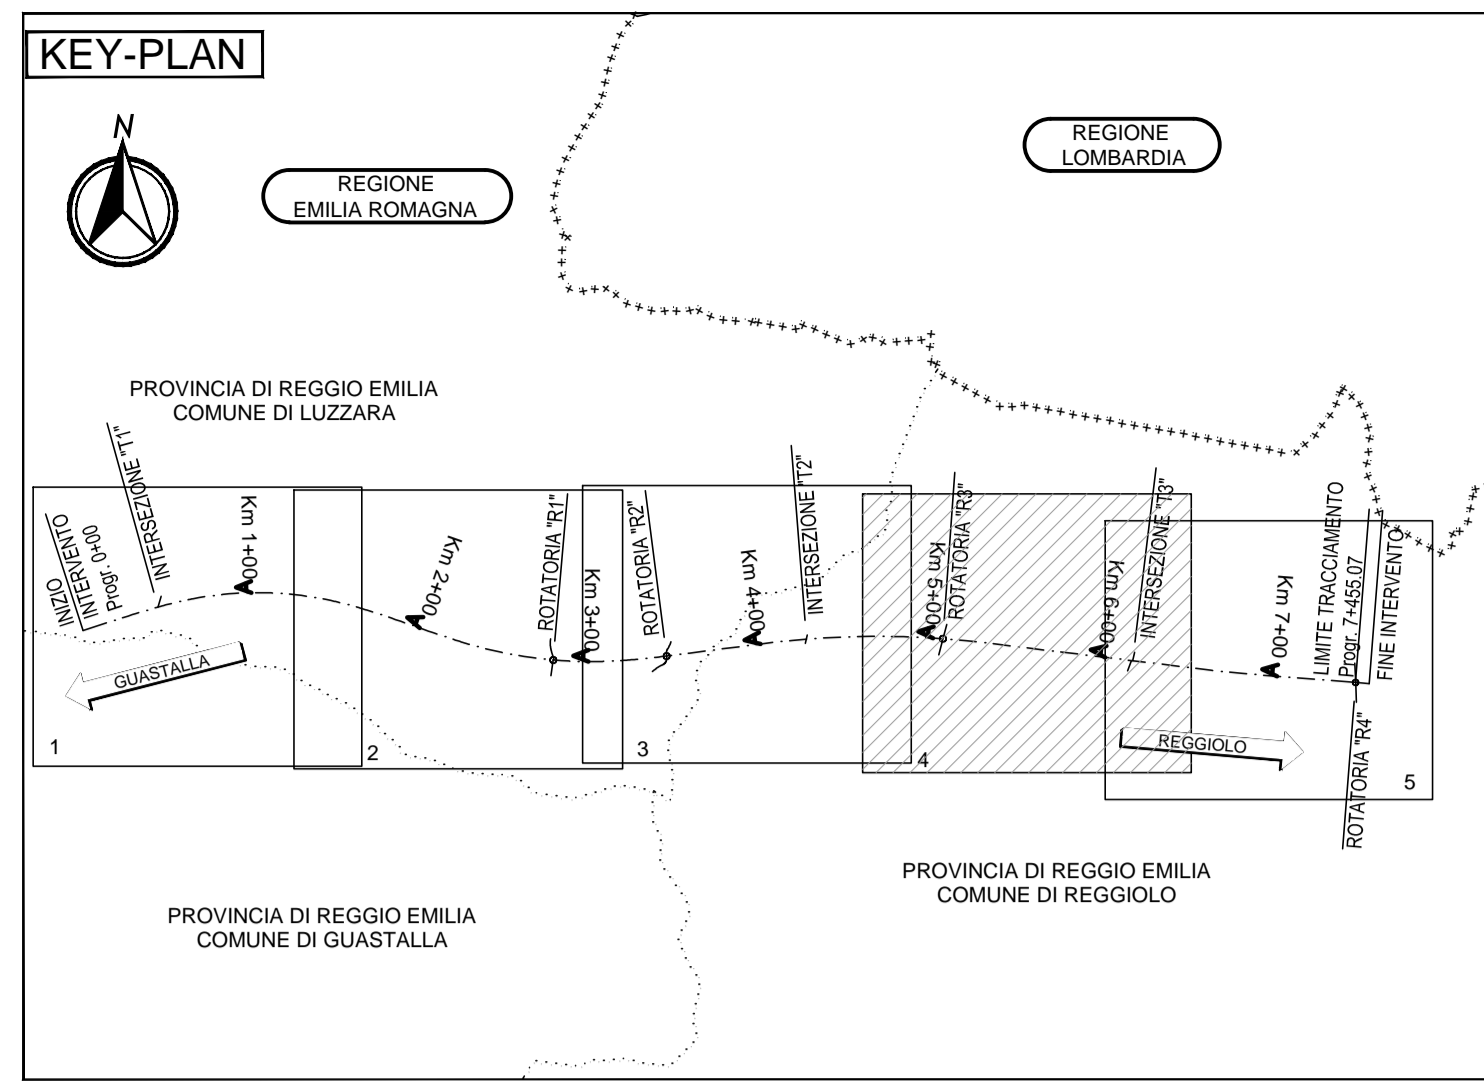 KEY-PLAN
N
REGIONE
EMILIA ROMAGNA
REGIONE
LOMBARDIA
PROVINCIA DI REGGIO EMILIA
COMUNE DI LUZZARA
INIZIO
INTERVENTO
Progr. 0+00
INTERSEZIONE "T1"
Km 1+00
Km 2+00
ROTATORIA "R1"
Km 3+00
ROTATORIA "R2"
Km 4+00
INTERSEZIONE "T2"
Km 5+00
ROTATORIA "R3"
Km 6+00
INTERSEZIONE "T3"
Km 7+00
LIMITE TRACCIAMENTO
Progr. 7+455.07
FINE INTERVENTO
ROTATORIA "R4"
GUASTALLA
REGGIOLO
1
2
3
4
5
PROVINCIA DI REGGIO EMILIA
COMUNE DI GUASTALLA
PROVINCIA DI REGGIO EMILIA
COMUNE DI REGGIOLO